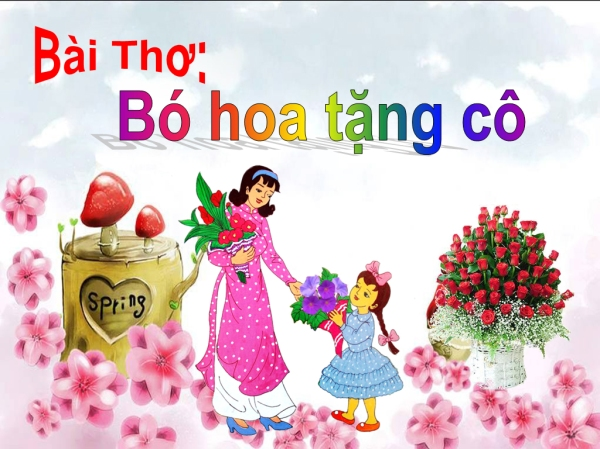 Bài Thơ:
Bó hoa tặng cô
Spring